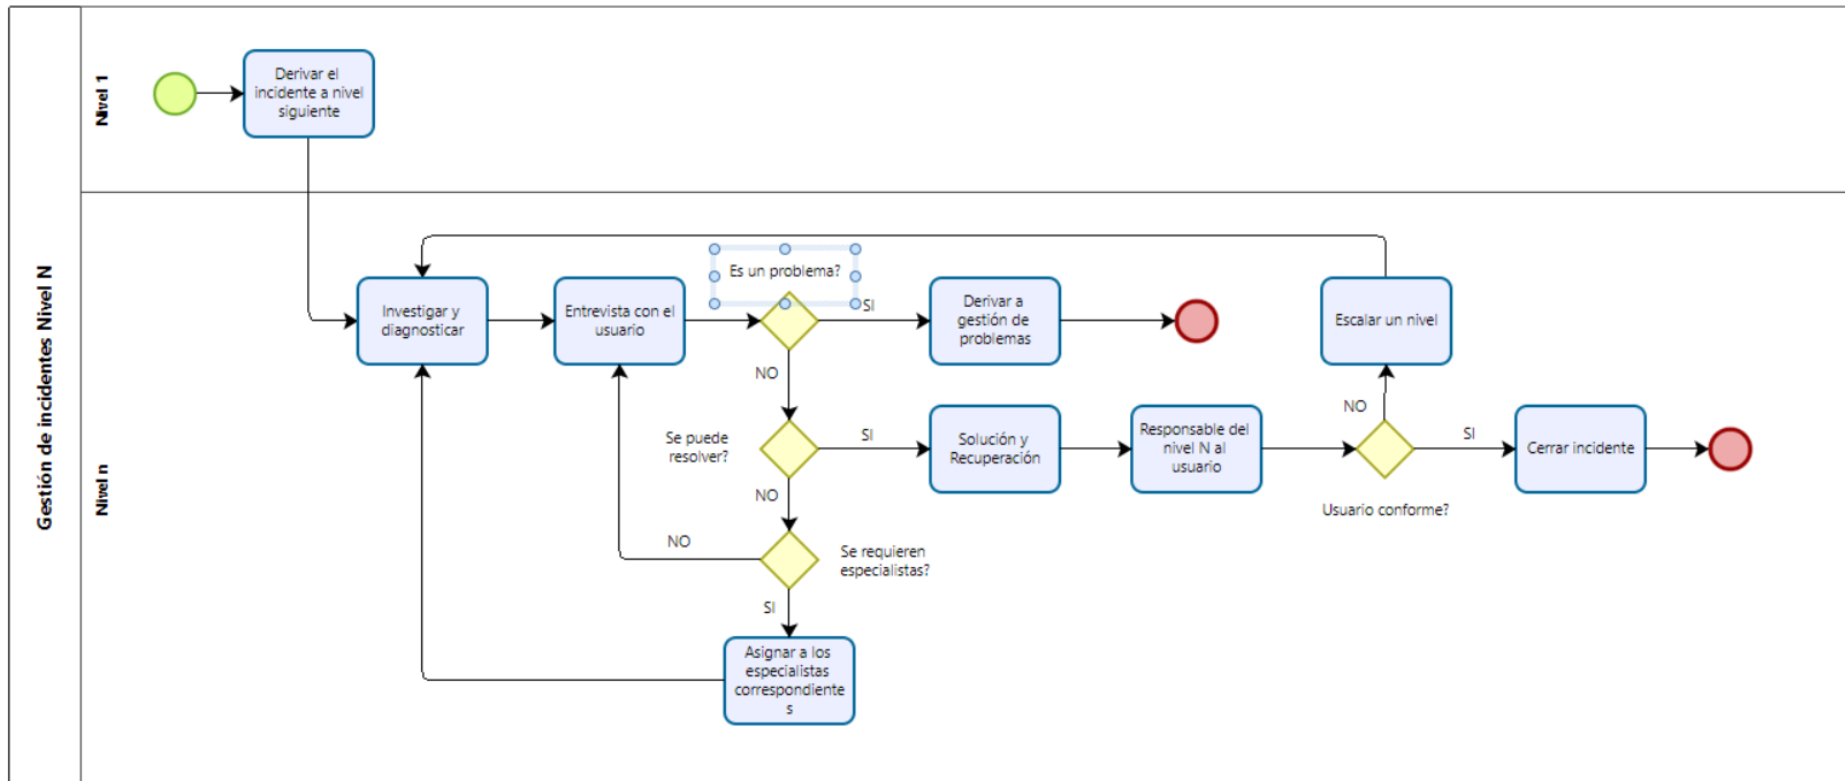 Gestión de incidentes Nivel N
Nivel 1
Derivar el
incidente a nivel
siguiente
Nivel n
Investigar y
diagnosticar
Entrevista con el
usuario
Es un problema?
SI
Derivar a
gestión de
problemas
Escalar un nivel
NO
Se puede
resolver?
SI
Solución y
Recuperación
Responsable del
nivel N al
usuario
NO
SI
Cerrar incidente
Usuario conforme?
NO
NO
Se requieren
especialistas?
SI
Asignar a los
especialistas
correspondiente
s